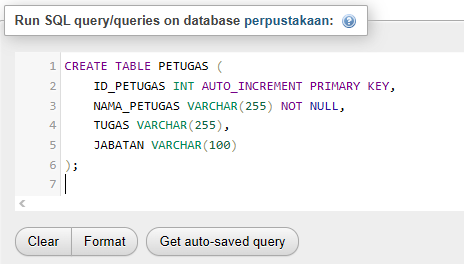 Run SQL query/queries on database perpustakaan:
1 CREATE TABLE PETUGAS (
2     ID_PETUGAS INT AUTO_INCREMENT PRIMARY KEY,
3     NAMA_PETUGAS VARCHAR(255) NOT NULL,
4     TUGAS VARCHAR(255),
5     JABATAN VARCHAR(100)
6 );
7
Clear Format Get auto-saved query